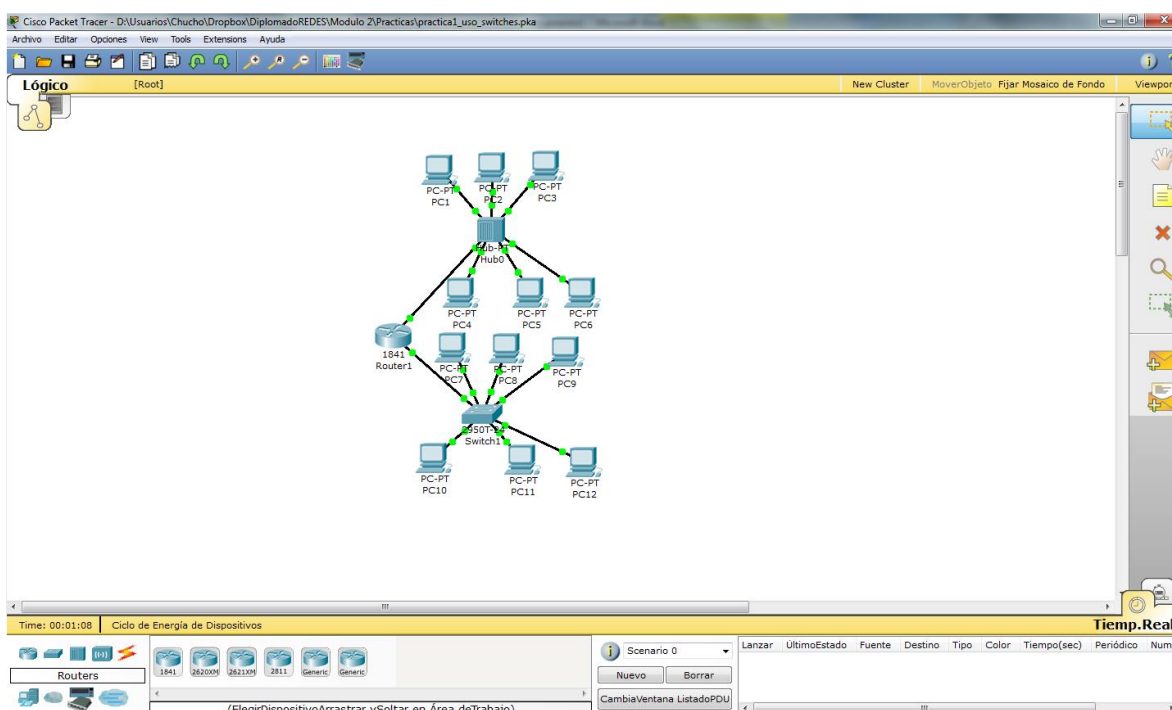 Cisco Packet Tracer - D:\Usuarios\Chucho\Dropbox\DiplomadoREDES\Modulo 2\Practicas\practica1_uso_switches.pka
Archivo Editar Opciones View Tools Extensions Ayuda
Lógico [Root] New Cluster MoverObjeto Fijar Mosaico de Fondo Viewpor
PC-PT PC-PT PC-PT
PC1 PC2 PC3
Hub-PT
Hub0
PC-PT PC-PT PC-PT
PC4 PC5 PC6
1841
Router1
PC-PT PC-PT PC-PT
PC7 PC8 PC9
2950T-24
Switch1
PC-PT PC-PT PC-PT
PC10 PC11 PC12
Time: 00:01:08 Ciclo de Energía de Dispositivos Tiemp.Real
Routers
1841 2620XM 2621XM 2811 Generic Generic
(ElegirDispositivoArrastrar ySoltar en Área deTrabajo)
Scenario 0
Nuevo Borrar
CambiaVentana ListadoPDU
Lanzar ÚltimoEstado Fuente Destino Tipo Color Tiempo(sec) Periódico Num